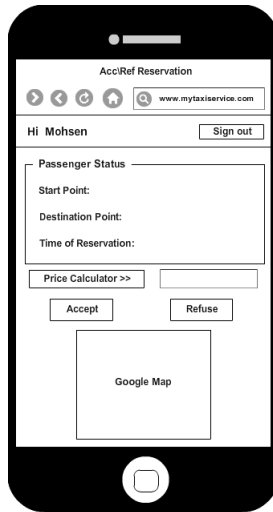 Acc\Ref Reservation
www.mytaxiservice.com
Hi Mohsen
Sign out
Passenger Status
Start Point:
Destination Point:
Time of Reservation:
Price Calculator >>
Accept
Refuse
Google Map